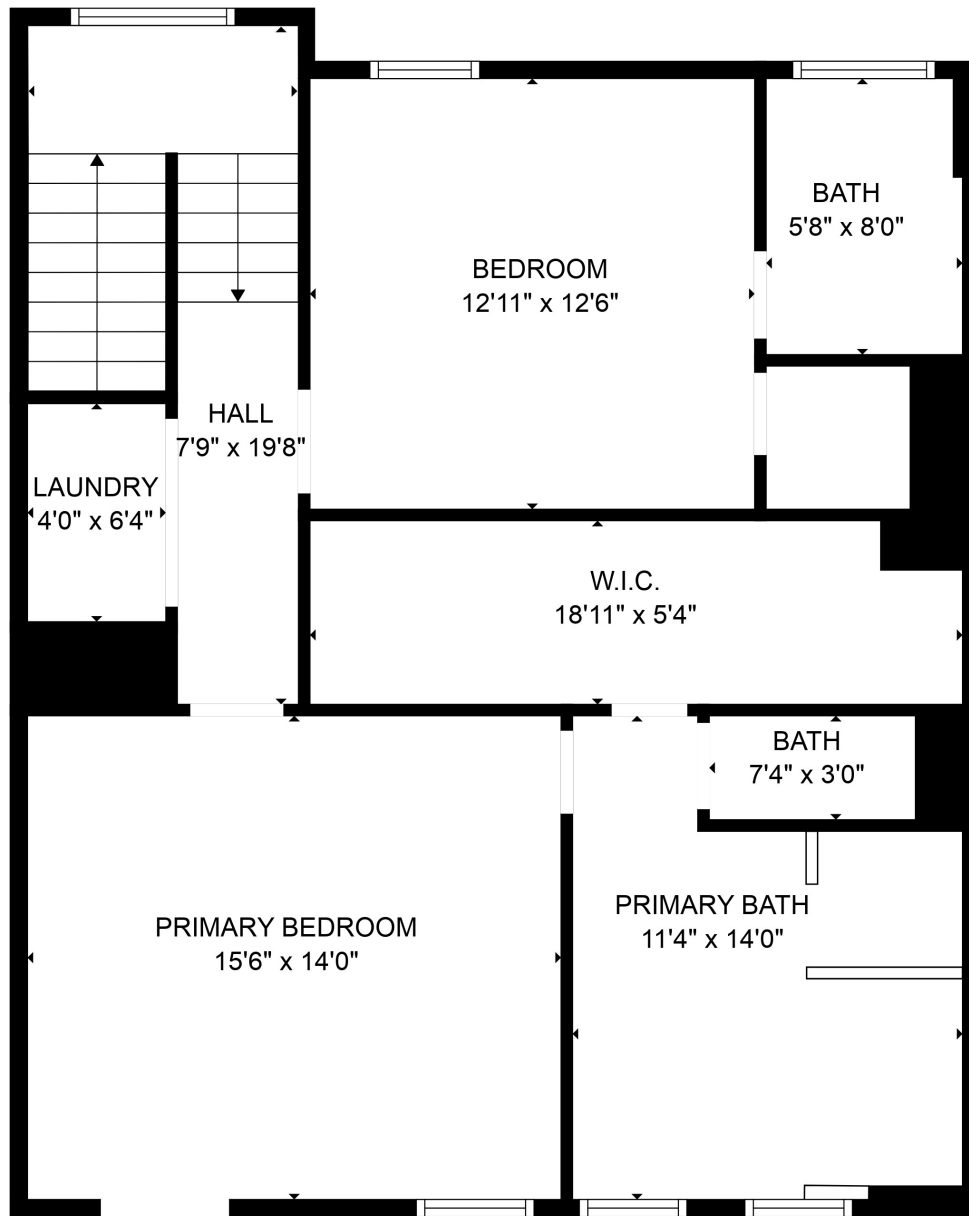 BATH
5'8" x 8'0"
BEDROOM
12'11" x 12'6"
HALL
7'9" x 19'8"
LAUNDRY
4'0" x 6'4"
W.I.C.
18'11" x 5'4"
BATH
7'4" x 3'0"
PRIMARY BEDROOM
15'6" x 14'0"
PRIMARY BATH
11'4" x 14'0"